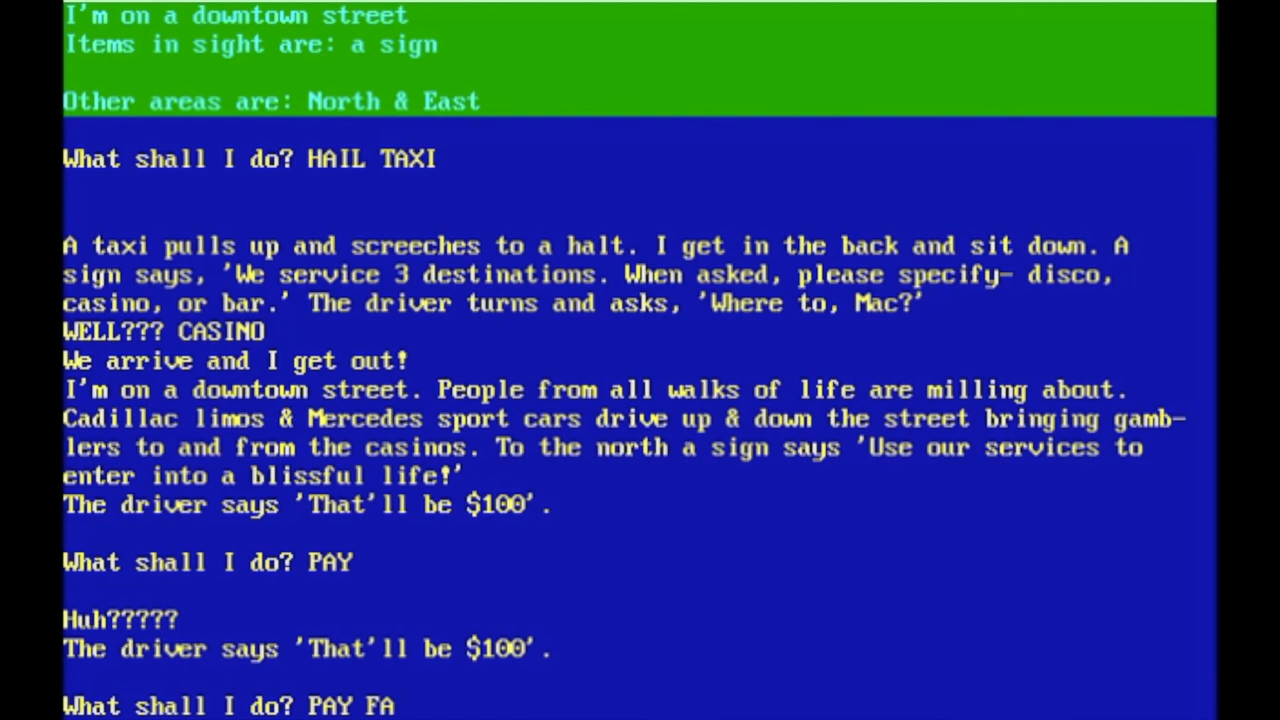 I'm on a downtown street
Items in sight are: a sign
Other areas are: North & East
What shall I do? HAIL TAXI
A taxi pulls up and screeches to a halt. I get in the back and sit down. A
sign says, 'We service 3 destinations. When asked, please specify- disco,
casino, or bar.' The driver turns and asks, 'Where to, Mac?'
WELL??? CASINO
We arrive and I get out!
I'm on a downtown street. People from all walks of life are milling about.
Cadillac limos & Mercedes sport cars drive up & down the street bringing gamb-
lers to and from the casinos. To the north a sign says 'Use our services to
enter into a blissful life!'
The driver says 'That'll be $100'.
What shall I do? PAY
Huh?????
The driver says 'That'll be $100'.
What shall I do? PAY FA